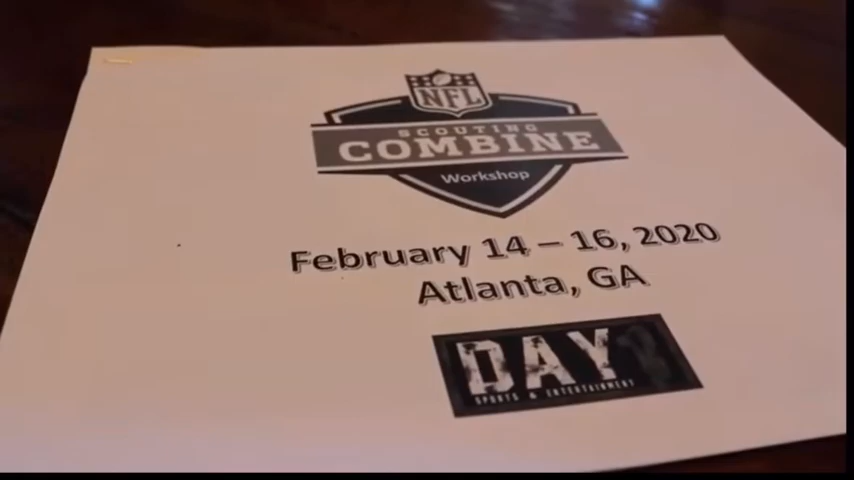 NFL
SCOUTING
COMBINE
Workshop
February 14 – 16, 2020
Atlanta, GA
DAY
SPORTS & ENTERTAINMENT